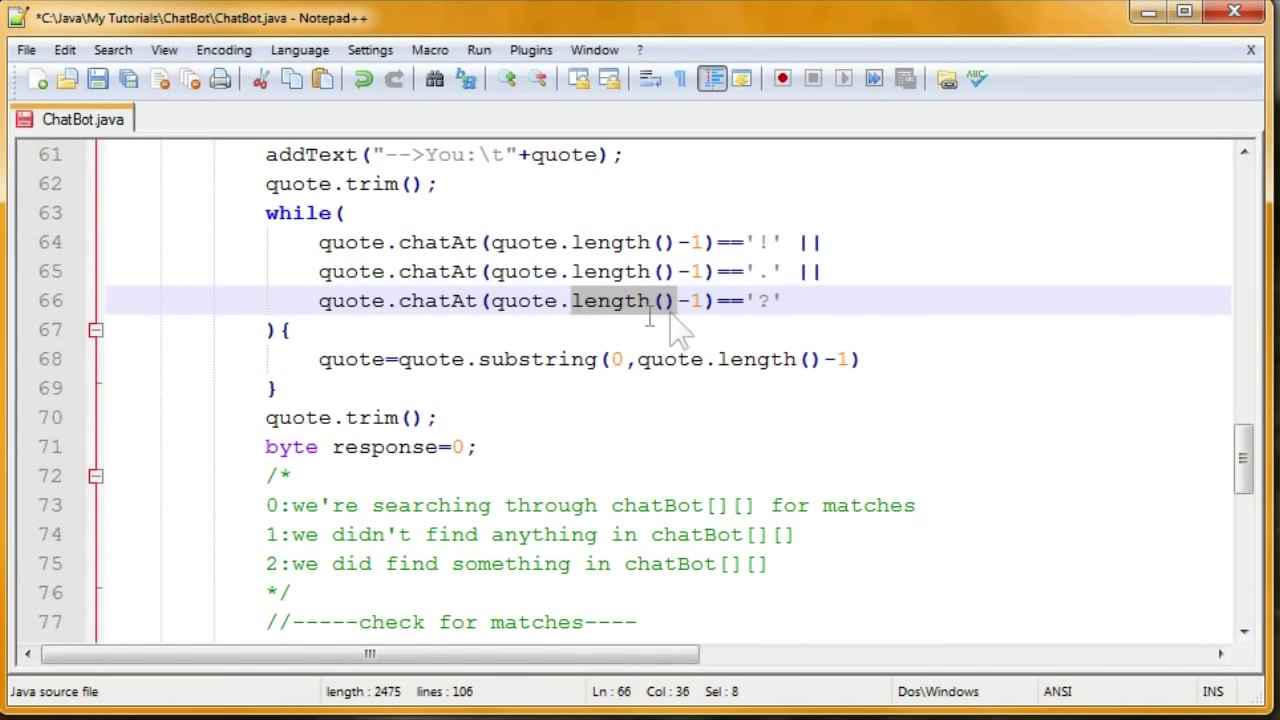 *C:\Java\My Tutorials\ChatBot\ChatBot.java - Notepad++
File Edit Search View Encoding Language Settings Macro Run Plugins Window ? X
ABC
ChatBot.java
61 addText("-->You:\t"+quote);
62 quote.trim();
63 while(
64 quote.chatAt(quote.length()-1)=='!' ||
65 quote.chatAt(quote.length()-1)=='.' ||
66 quote.chatAt(quote.length()-1)=='?'
67 ){
68 quote=quote.substring(0,quote.length()-1)
69 }
70 quote.trim();
71 byte response=0;
72 /*
73 0:we're searching through chatBot[][] for matches
74 1:we didn't find anything in chatBot[][]
75 2:we did find something in chatBot[][]
76 */
77 //-----check for matches----
Java source file length : 2475 lines : 106 Ln : 66 Col : 36 Sel : 8 Dos\Windows ANSI INS